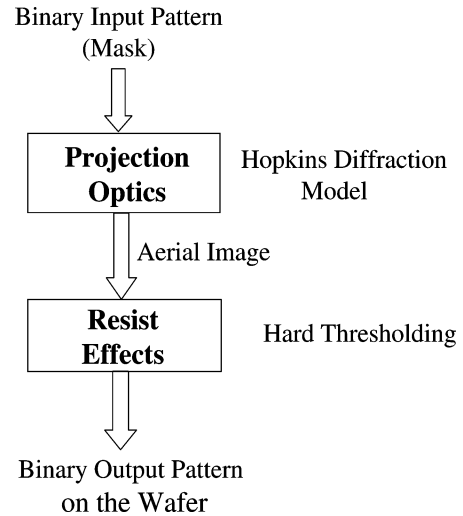 Binary Input Pattern
(Mask)
Projection
Optics
Hopkins Diffraction
Model
Aerial Image
Resist
Effects
Hard Thresholding
Binary Output Pattern
on the Wafer